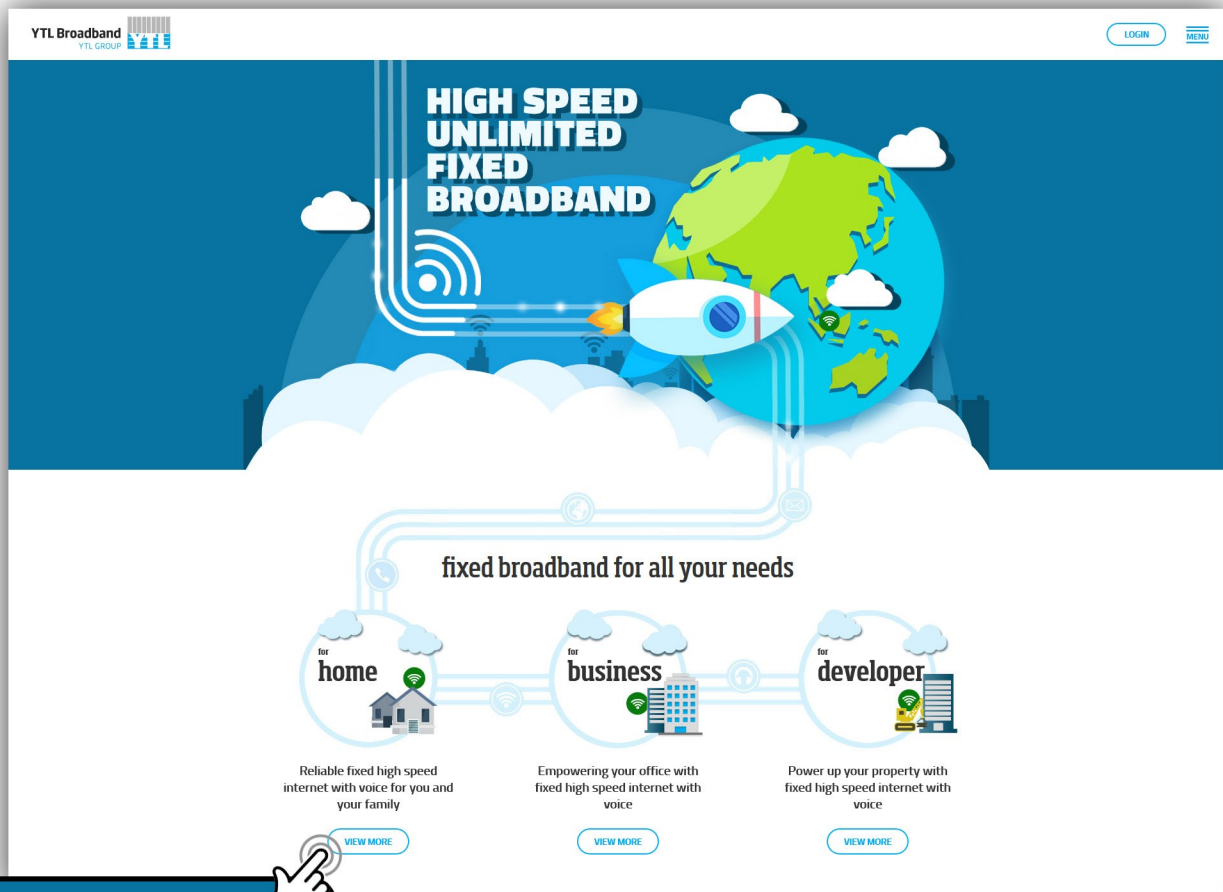 YTL Broadband
YTL GROUP
YTL
LOGIN
MENU
HIGH SPEED
UNLIMITED
FIXED
BROADBAND
fixed broadband for all your needs
for
home
for
business
for
developer
Reliable fixed high speed
internet with voice for you and
your family
Empowering your office with
fixed high speed internet with
voice
Power up your property with
fixed high speed internet with
voice
VIEW MORE
VIEW MORE
VIEW MORE